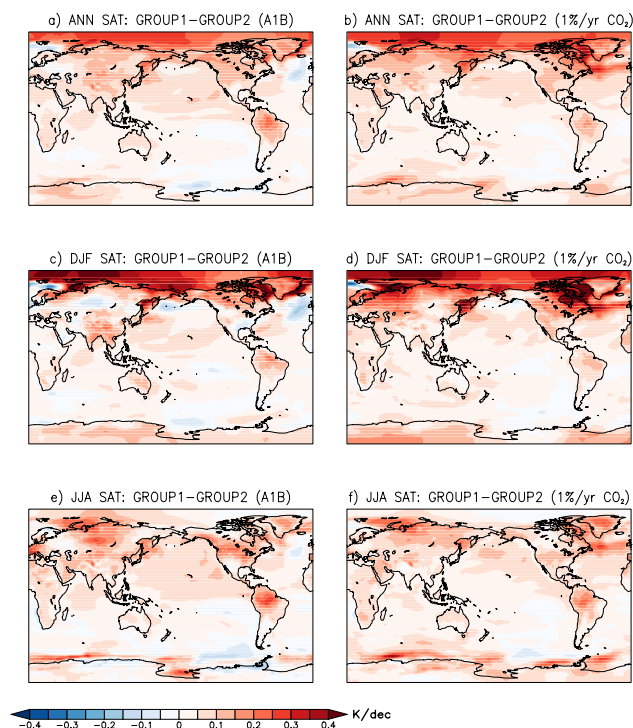 a) ANN SAT: GROUP1−GROUP2 (A1B)
b) ANN SAT: GROUP1−GROUP2 (1%/yr CO₂)
c) DJF SAT: GROUP1−GROUP2 (A1B)
d) DJF SAT: GROUP1−GROUP2 (1%/yr CO₂)
e) JJA SAT: GROUP1−GROUP2 (A1B)
f) JJA SAT: GROUP1−GROUP2 (1%/yr CO₂)
K/dec
−0.4 −0.3 −0.2 −0.1 0 0.1 0.2 0.3 0.4